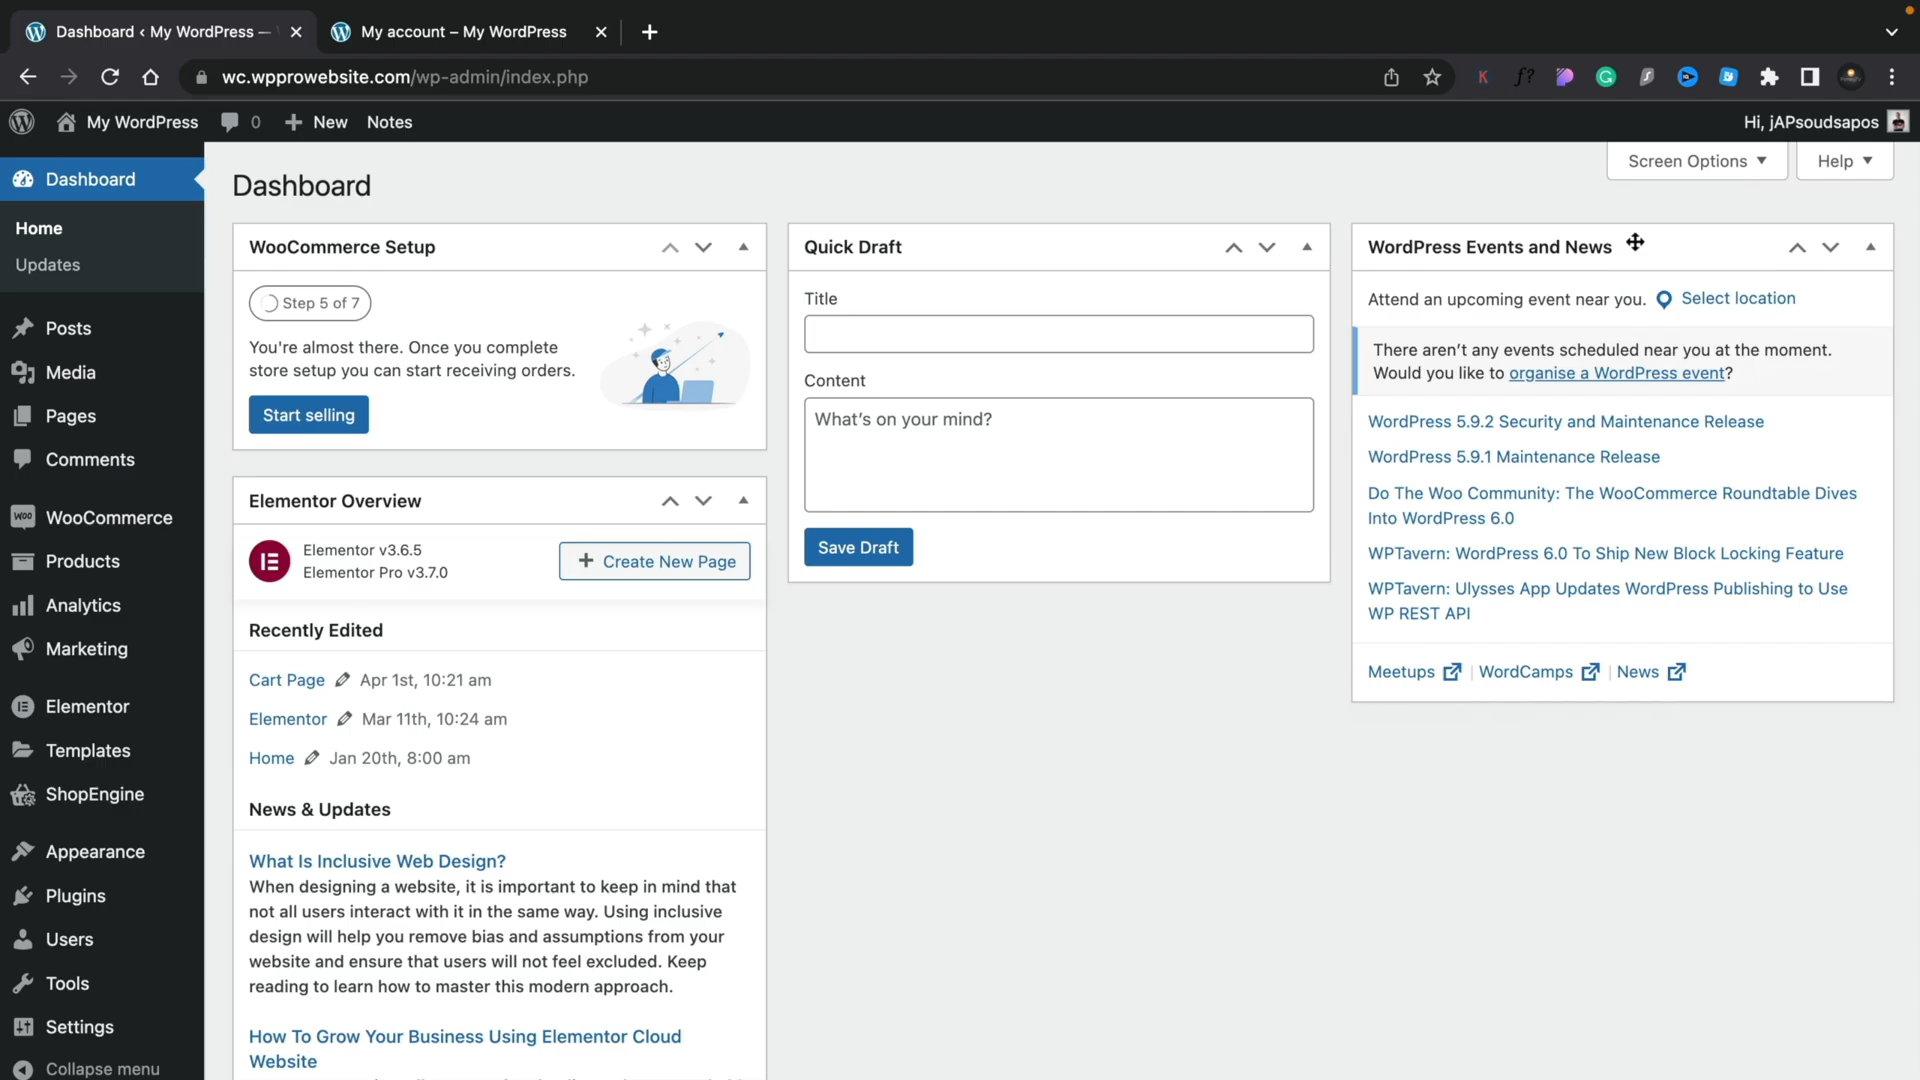 Dashboard ‹ My WordPress —
My account – My WordPress
wc.wpprowebsite.com/wp-admin/index.php
My WordPress
0
New
Notes
Hi, jAPsoudsapos
Dashboard
Home
Updates
Posts
Media
Pages
Comments
WooCommerce
Products
Analytics
Marketing
Elementor
Templates
ShopEngine
Appearance
Plugins
Users
Tools
Settings
Collapse menu
Screen Options
Help
Dashboard
WooCommerce Setup
Step 5 of 7
You're almost there. Once you complete
store setup you can start receiving orders.
Start selling
Elementor Overview
Elementor v3.6.5
Elementor Pro v3.7.0
Create New Page
Recently Edited
Cart Page Apr 1st, 10:21 am
Elementor Mar 11th, 10:24 am
Home Jan 20th, 8:00 am
News & Updates
What Is Inclusive Web Design?
When designing a website, it is important to keep in mind that
not all users interact with it in the same way. Using inclusive
design will help you remove bias and assumptions from your
website and ensure that users will not feel excluded. Keep
reading to learn how to master this modern approach.
How To Grow Your Business Using Elementor Cloud
Website
Quick Draft
Title
Content
What's on your mind?
Save Draft
WordPress Events and News
Attend an upcoming event near you. Select location
There aren't any events scheduled near you at the moment.
Would you like to organise a WordPress event?
WordPress 5.9.2 Security and Maintenance Release
WordPress 5.9.1 Maintenance Release
Do The Woo Community: The WooCommerce Roundtable Dives
Into WordPress 6.0
WPTavern: WordPress 6.0 To Ship New Block Locking Feature
WPTavern: Ulysses App Updates WordPress Publishing to Use
WP REST API
Meetups | WordCamps | News